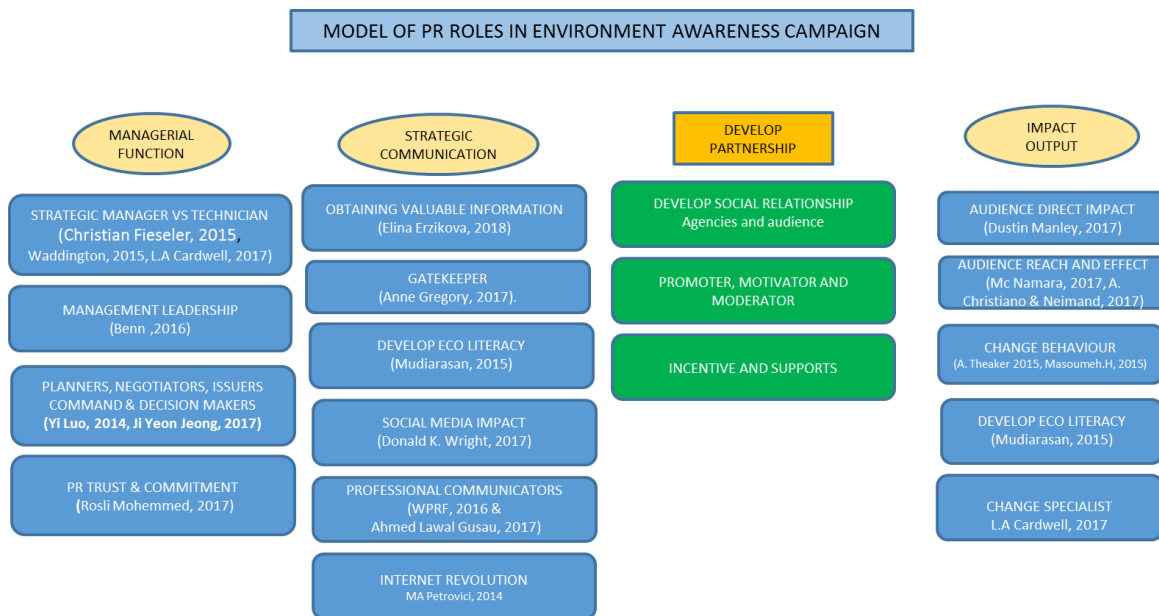 MODEL OF PR ROLES IN ENVIRONMENT AWARENESS CAMPAIGN
MANAGERIAL
FUNCTION
STRATEGIC MANAGER VS TECHNICIAN
(Christian Fieseler, 2015,
Waddington, 2015, L.A Cardwell, 2017)
MANAGEMENT LEADERSHIP
(Benn ,2016)
PLANNERS, NEGOTIATORS, ISSUERS
COMMAND & DECISION MAKERS
(Yi Luo, 2014, Ji Yeon Jeong, 2017)
PR TRUST & COMMITMENT
(Rosli Mohemmed, 2017)
STRATEGIC
COMMUNICATION
OBTAINING VALUABLE INFORMATION
(Elina Erzikova, 2018)
GATEKEEPER
(Anne Gregory, 2017).
DEVELOP ECO LITERACY
(Mudiarasan, 2015)
SOCIAL MEDIA IMPACT
(Donald K. Wright, 2017)
PROFESSIONAL COMMUNICATORS
(WPRF, 2016 &
Ahmed Lawal Gusau, 2017)
INTERNET REVOLUTION
MA Petrovici, 2014
DEVELOP
PARTNERSHIP
DEVELOP SOCIAL RELATIONSHIP
Agencies and audience
PROMOTER, MOTIVATOR AND
MODERATOR
INCENTIVE AND SUPPORTS
IMPACT
OUTPUT
AUDIENCE DIRECT IMPACT
(Dustin Manley, 2017)
AUDIENCE REACH AND EFFECT
(Mc Namara, 2017, A.
Christiano & Neimand, 2017)
CHANGE BEHAVIOUR
(A. Theaker 2015, Masoumeh.H, 2015)
DEVELOP ECO LITERACY
(Mudiarasan, 2015)
CHANGE SPECIALIST
L.A Cardwell, 2017